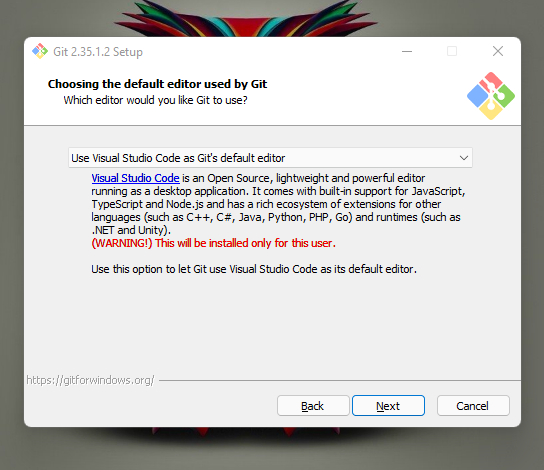 Git 2.35.1.2 Setup
Choosing the default editor used by Git
Which editor would you like Git to use?
Use Visual Studio Code as Git's default editor
Visual Studio Code is an Open Source, lightweight and powerful editor
running as a desktop application. It comes with built-in support for JavaScript,
TypeScript and Node.js and has a rich ecosystem of extensions for other
languages (such as C++, C#, Java, Python, PHP, Go) and runtimes (such as
.NET and Unity).
(WARNING!) This will be installed only for this user.
Use this option to let Git use Visual Studio Code as its default editor.
https://gitforwindows.org/
Back Next Cancel